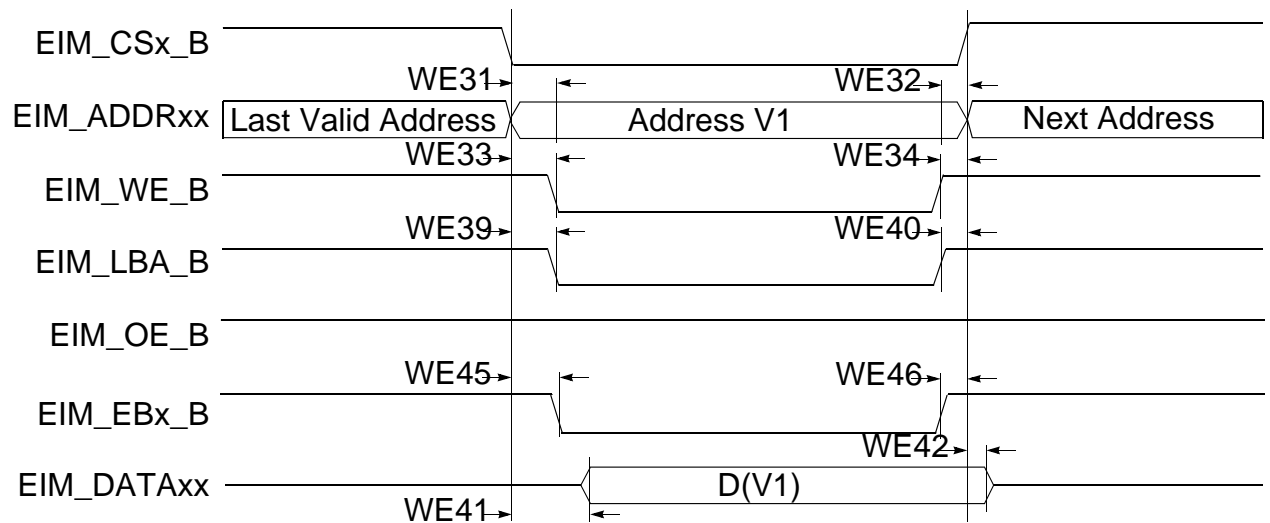 EIM_CSx_B
WE31 WE32
EIM_ADDRxx Last Valid Address Address V1 Next Address
WE33 WE34
EIM_WE_B
WE39 WE40
EIM_LBA_B
EIM_OE_B
WE45 WE46
EIM_EBx_B
WE42
EIM_DATAxx D(V1)
WE41